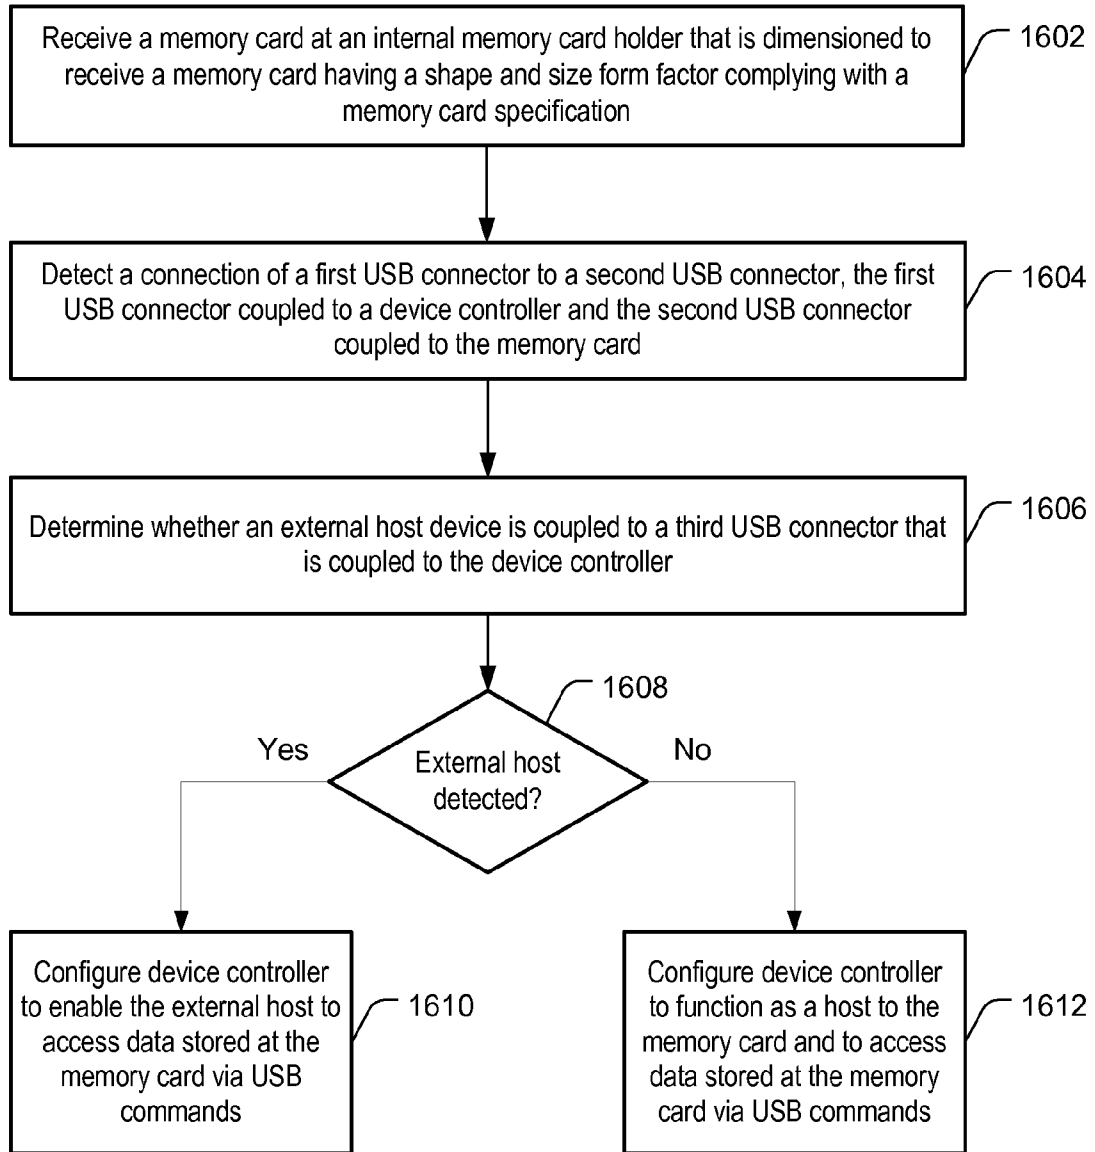 Receive a memory card at an internal memory card holder that is dimensioned to
receive a memory card having a shape and size form factor complying with a
memory card specification
1602
Detect a connection of a first USB connector to a second USB connector, the first
USB connector coupled to a device controller and the second USB connector
coupled to the memory card
1604
Determine whether an external host device is coupled to a third USB connector that
is coupled to the device controller
1606
1608
Yes
External host
detected?
No
Configure device controller
to enable the external host to
access data stored at the
memory card via USB
commands
1610
Configure device controller
to function as a host to the
memory card and to access
data stored at the memory
card via USB commands
1612